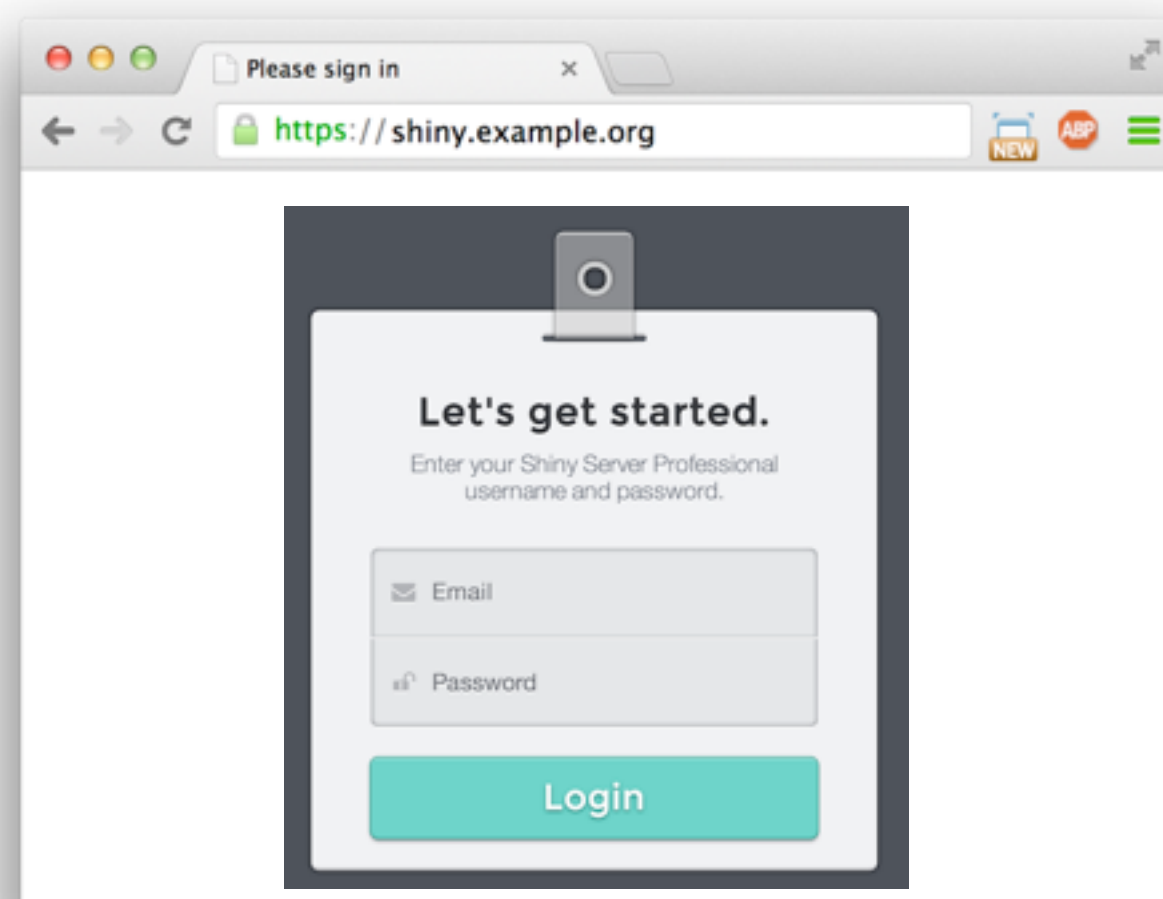 Please sign in
https://shiny.example.org
NEW
ABP
Let's get started.
Enter your Shiny Server Professional
username and password.
Email
Password
Login